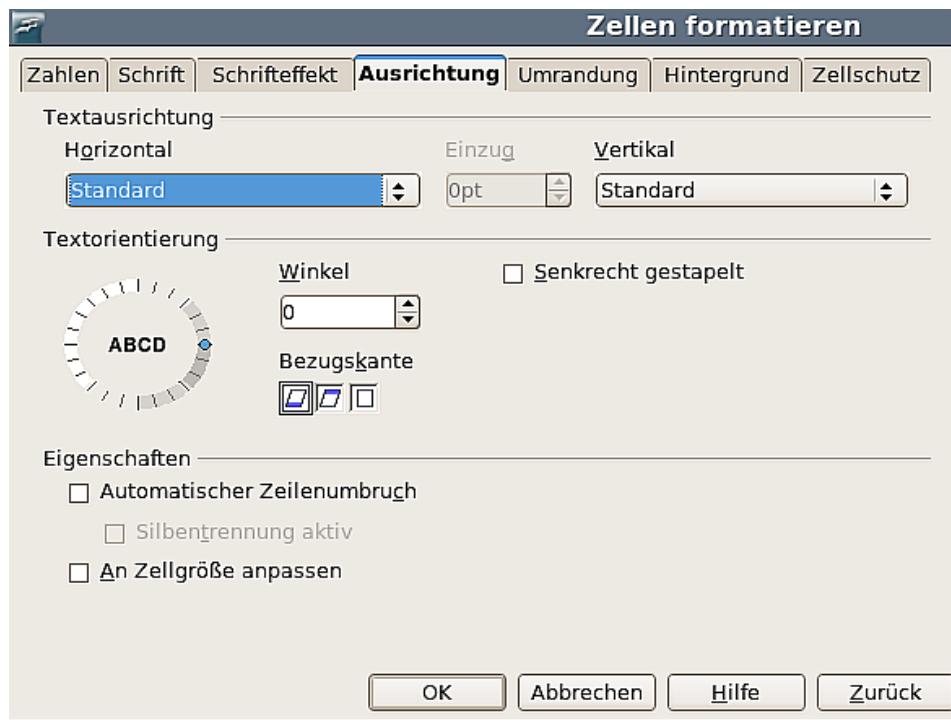 Zellen formatieren
Zahlen Schrift Schrifteffekt Ausrichtung Umrandung Hintergrund Zellschutz
Textausrichtung
Horizontal Einzug Vertikal
Standard 0pt Standard
Textorientierung
Winkel Senkrecht gestapelt
0
ABCD
Bezugskante
Eigenschaften
Automatischer Zeilenumbruch
Silbentrennung aktiv
An Zellgröße anpassen
OK Abbrechen Hilfe Zurück